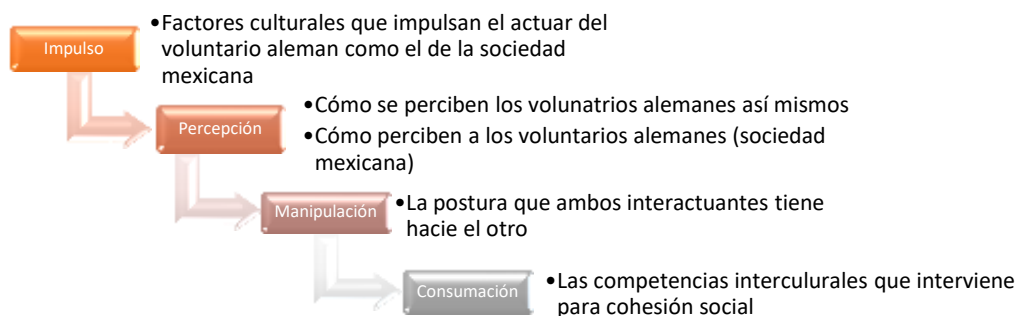 Impulso
•Factores culturales que impulsan el actuar del
voluntario aleman como el de la sociedad
mexicana
Percepción
•Cómo se perciben los volunatrios alemanes así mismos
•Cómo perciben a los voluntarios alemanes (sociedad
mexicana)
Manipulación
•La postura que ambos interactuantes tiene
hacie el otro
Consumación
•Las competencias interculurales que interviene
para cohesión social